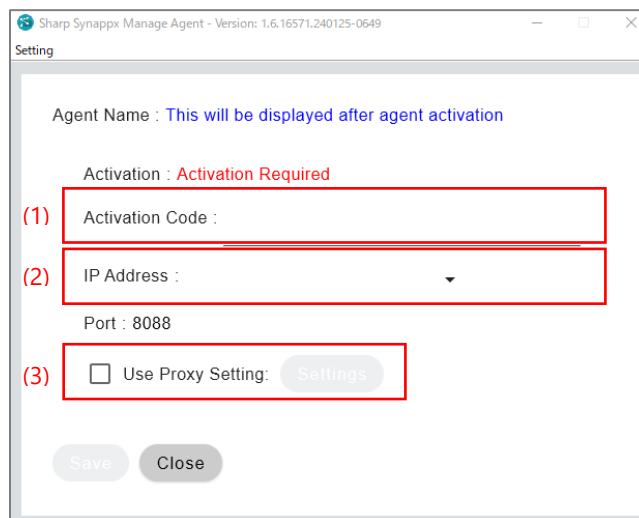 Sharp Synappx Manage Agent - Version: 1.6.16571.240125-0649
Setting
Agent Name : This will be displayed after agent activation
Activation : Activation Required
(1) Activation Code :
(2) IP Address :
Port : 8088
(3) Use Proxy Setting: Settings
Save Close